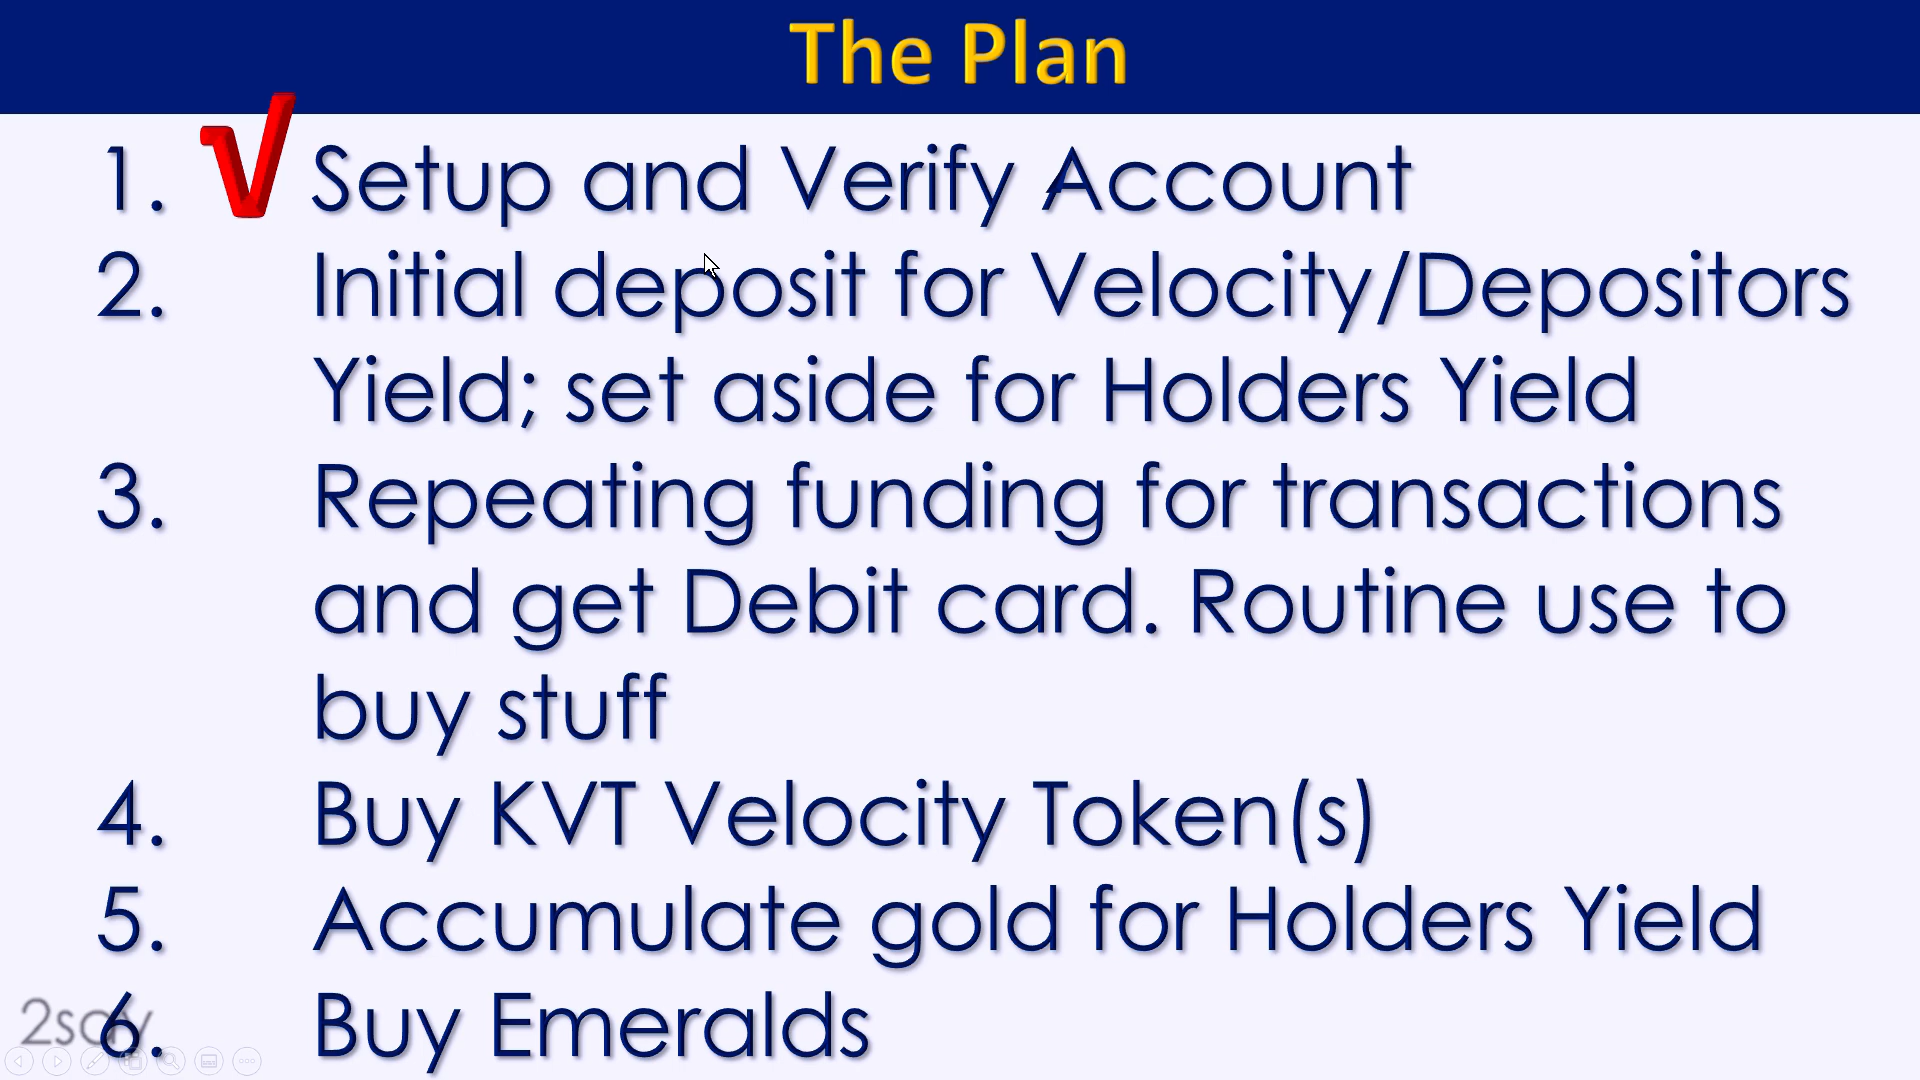 The Plan
1. √ Setup and Verify Account
2. Initial deposit for Velocity/Depositors
Yield; set aside for Holders Yield
3. Repeating funding for transactions
and get Debit card. Routine use to
buy stuff
4. Buy KVT Velocity Token(s)
5. Accumulate gold for Holders Yield
6. Buy Emeralds